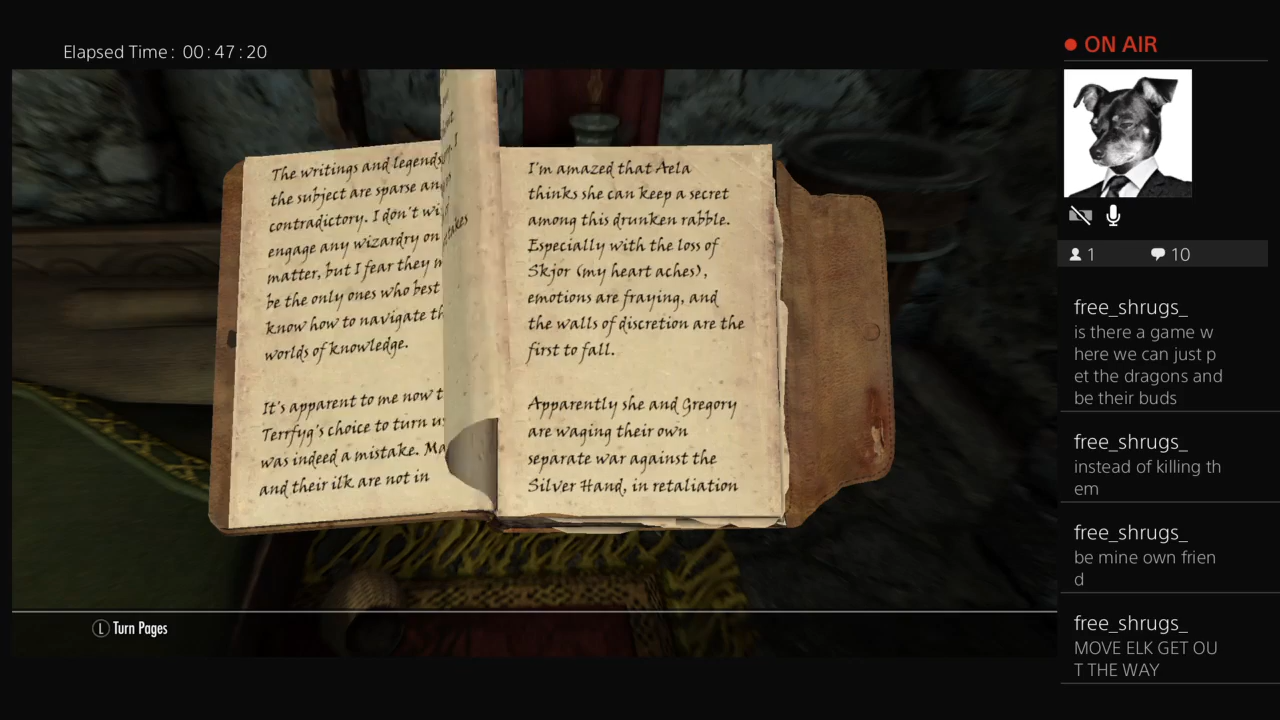 Elapsed Time: 00:47:20
ON AIR
The writings and legends
the subject are sparse
contradictory. I don't
engage any wizardry on
matter, but I fear they
be the only ones who best
know how to navigate
worlds of knowledge.
It's apparent to me now
Terrfyg's choice to turn
was indeed a mistake.
and their ilk are not in
I'm amazed that Aela
thinks she can keep a secret
among this drunken rabble.
Especially with the loss of
Skjor (my heart aches),
emotions are fraying, and
the walls of discretion are the
first to fall.
Apparently she and Gregory
are waging their own
separate war against the
Silver Hand, in retaliation
L Turn Pages
1
10
free_shrugs_
is there a game w
here we can just p
et the dragons and
be their buds
free_shrugs_
instead of killing th
em
free_shrugs_
be mine own frien
d
free_shrugs_
MOVE ELK GET OU
T THE WAY